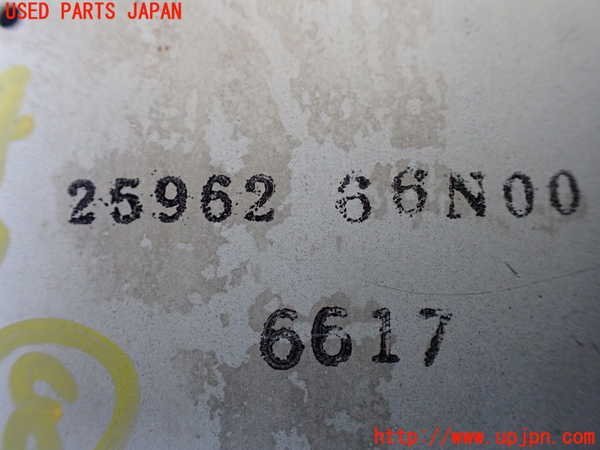 USED PARTS JAPAN
25962 66N00
6617
http://www.upjpn.com/